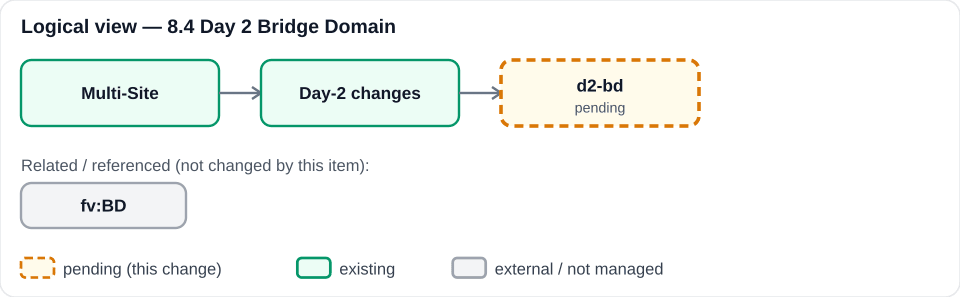 Logical view — 8.4 Day 2 Bridge Domain
Multi-Site
Day-2 changes
d2-bd
pending
Related / referenced (not changed by this item):
fv:BD
pending (this change)
existing
external / not managed